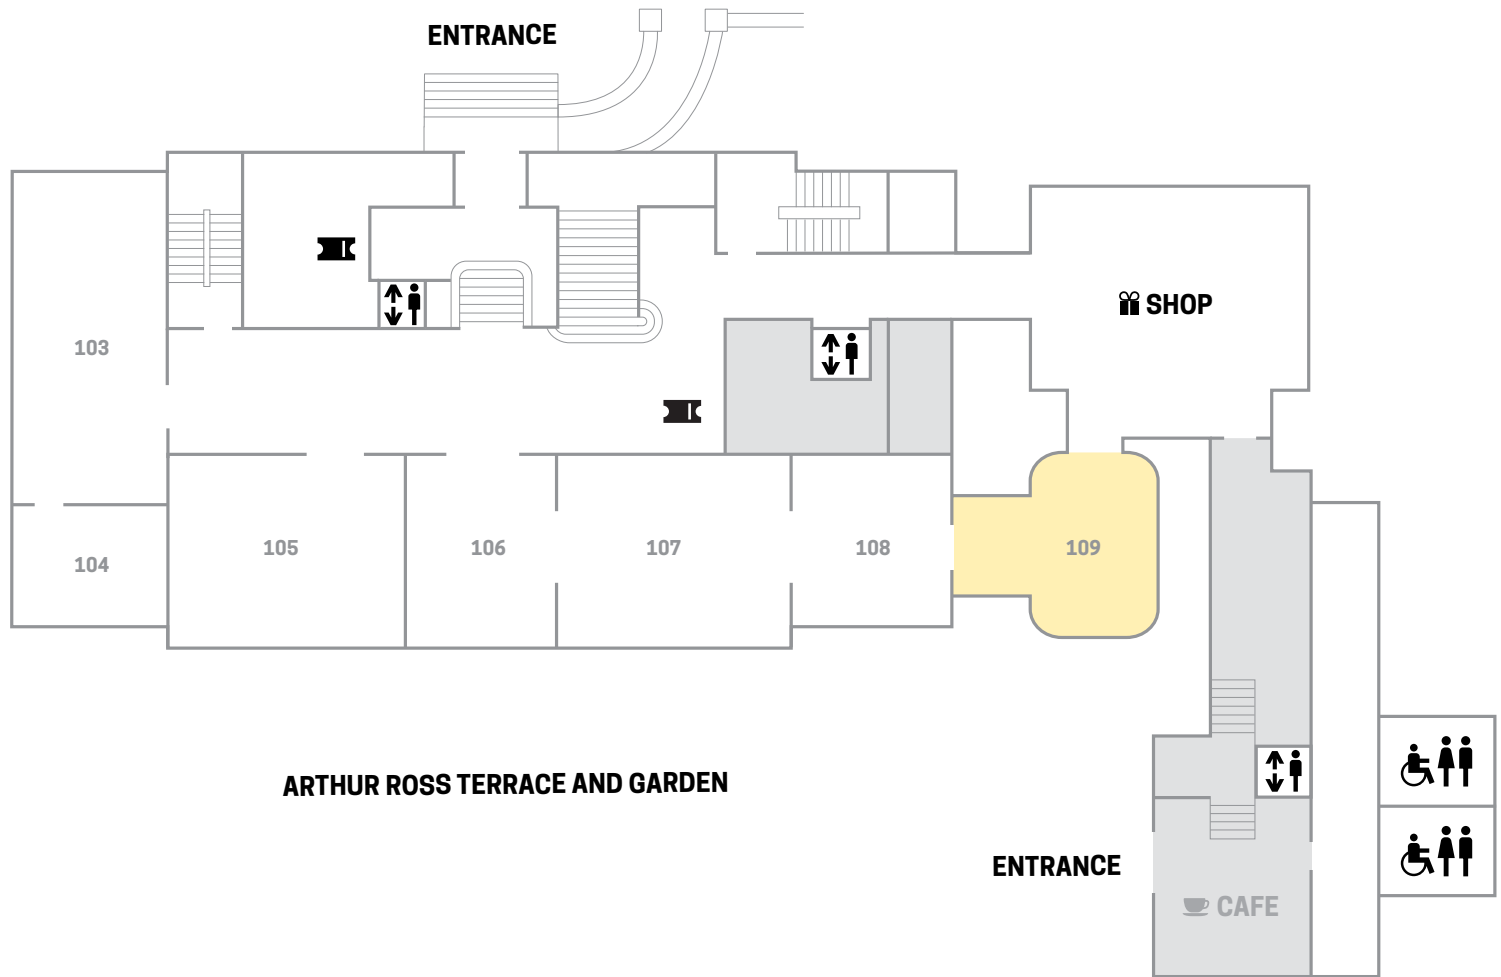 ENTRANCE
SHOP
103
105
106
107
108
109
104
ARTHUR ROSS TERRACE AND GARDEN
ENTRANCE
CAFE